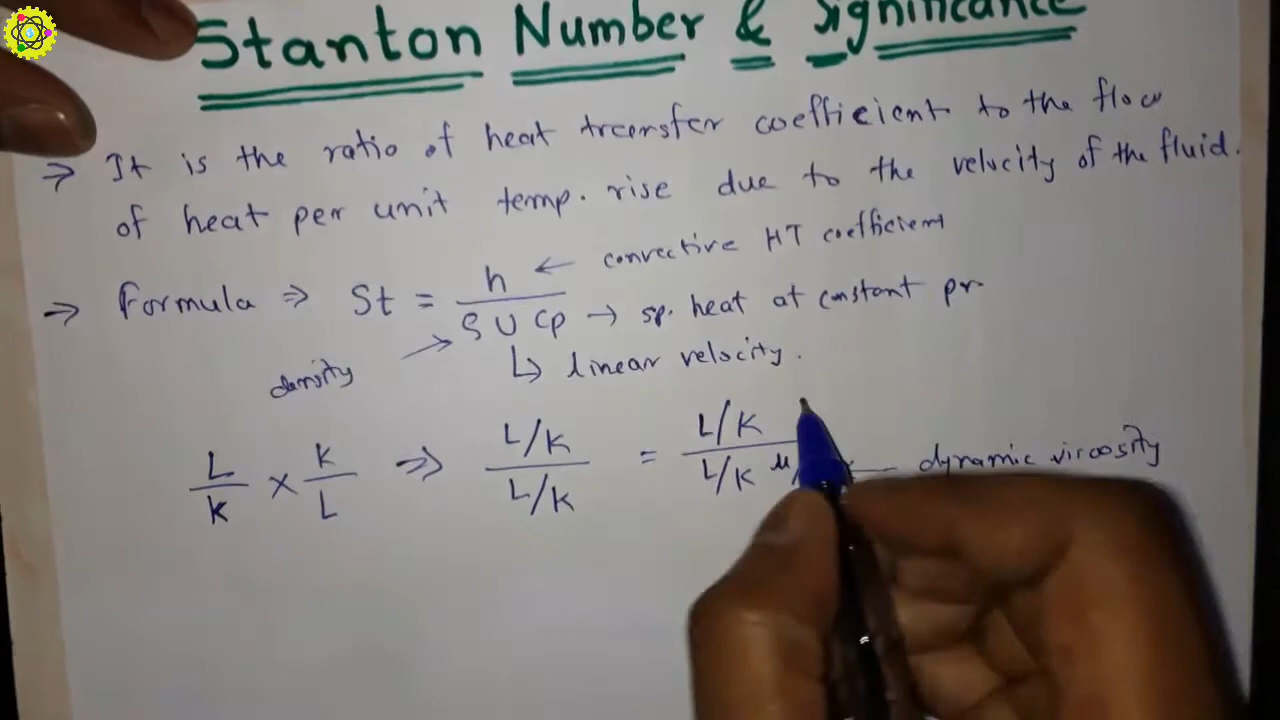 Stanton Number & Significance
⇒ It is the ratio of heat transfer coefficient to the flow
of heat per unit temp. rise due to the velocity of the fluid.
⇒ Formula ⇒ St = h / ρ U Cp
← convective HT coefficient
→ sp. heat at constant pr
density →
↳ linear velocity.
L/K × K/L ⇒ L/K / L/K = L/K / L/K μ/
dynamic viscosity